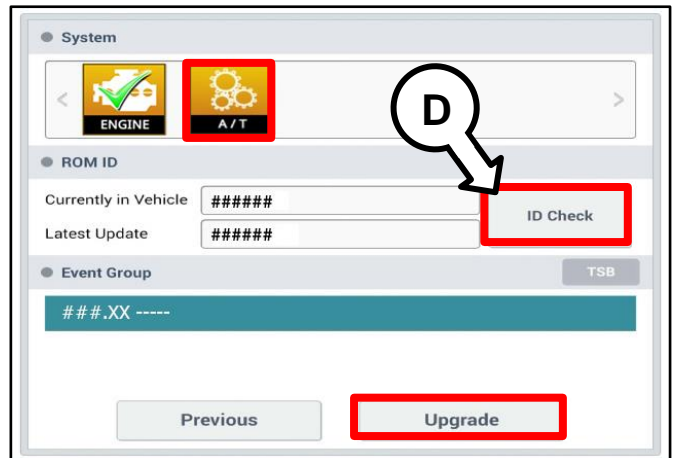 System
<
ENGINE
A/T
D
>
ROM ID
Currently in Vehicle ######
ID Check
Latest Update ######
Event Group TSB
###.XX -----
Previous Upgrade